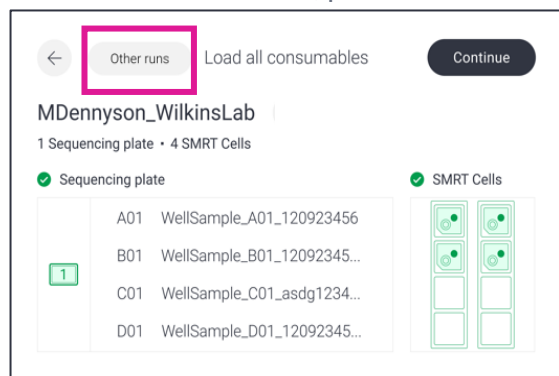 Other runs Load all consumables Continue
MDennyson_WilkinsLab
1 Sequencing plate • 4 SMRT Cells
Sequencing plate SMRT Cells
A01 WellSample_A01_120923456
B01 WellSample_B01_12092345...
1
C01 WellSample_C01_asdg1234...
D01 WellSample_D01_12092345...